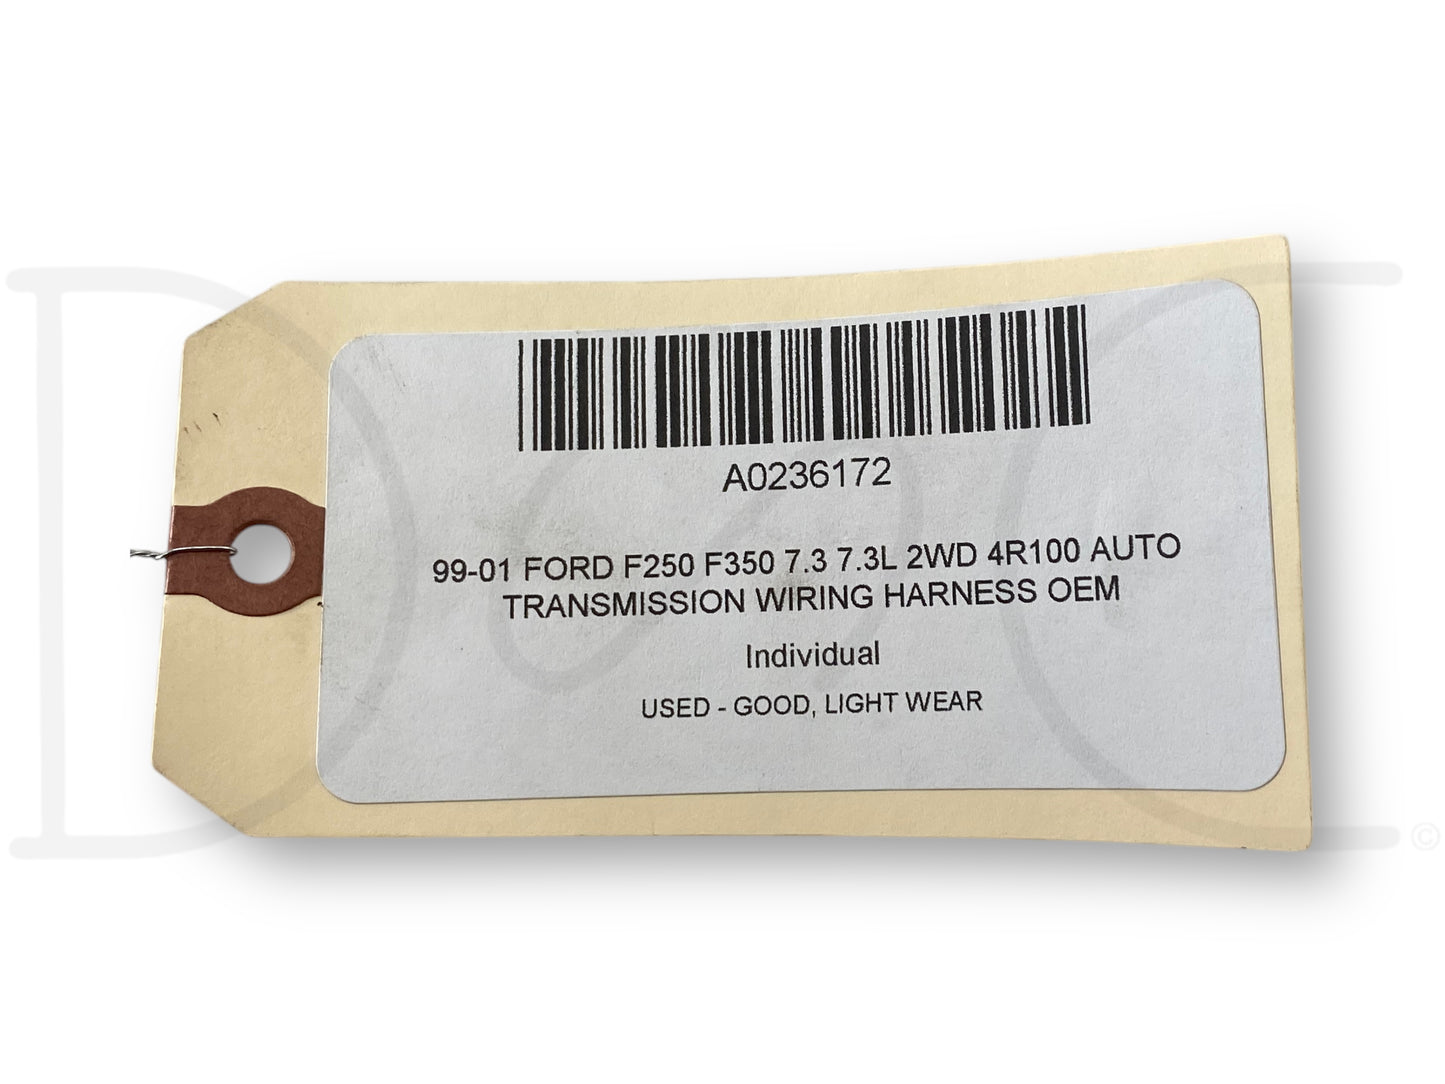 A0236172
99-01 FORD F250 F350 7.3 7.3L 2WD 4R100 AUTO
TRANSMISSION WIRING HARNESS OEM
Individual
USED - GOOD, LIGHT WEAR
©